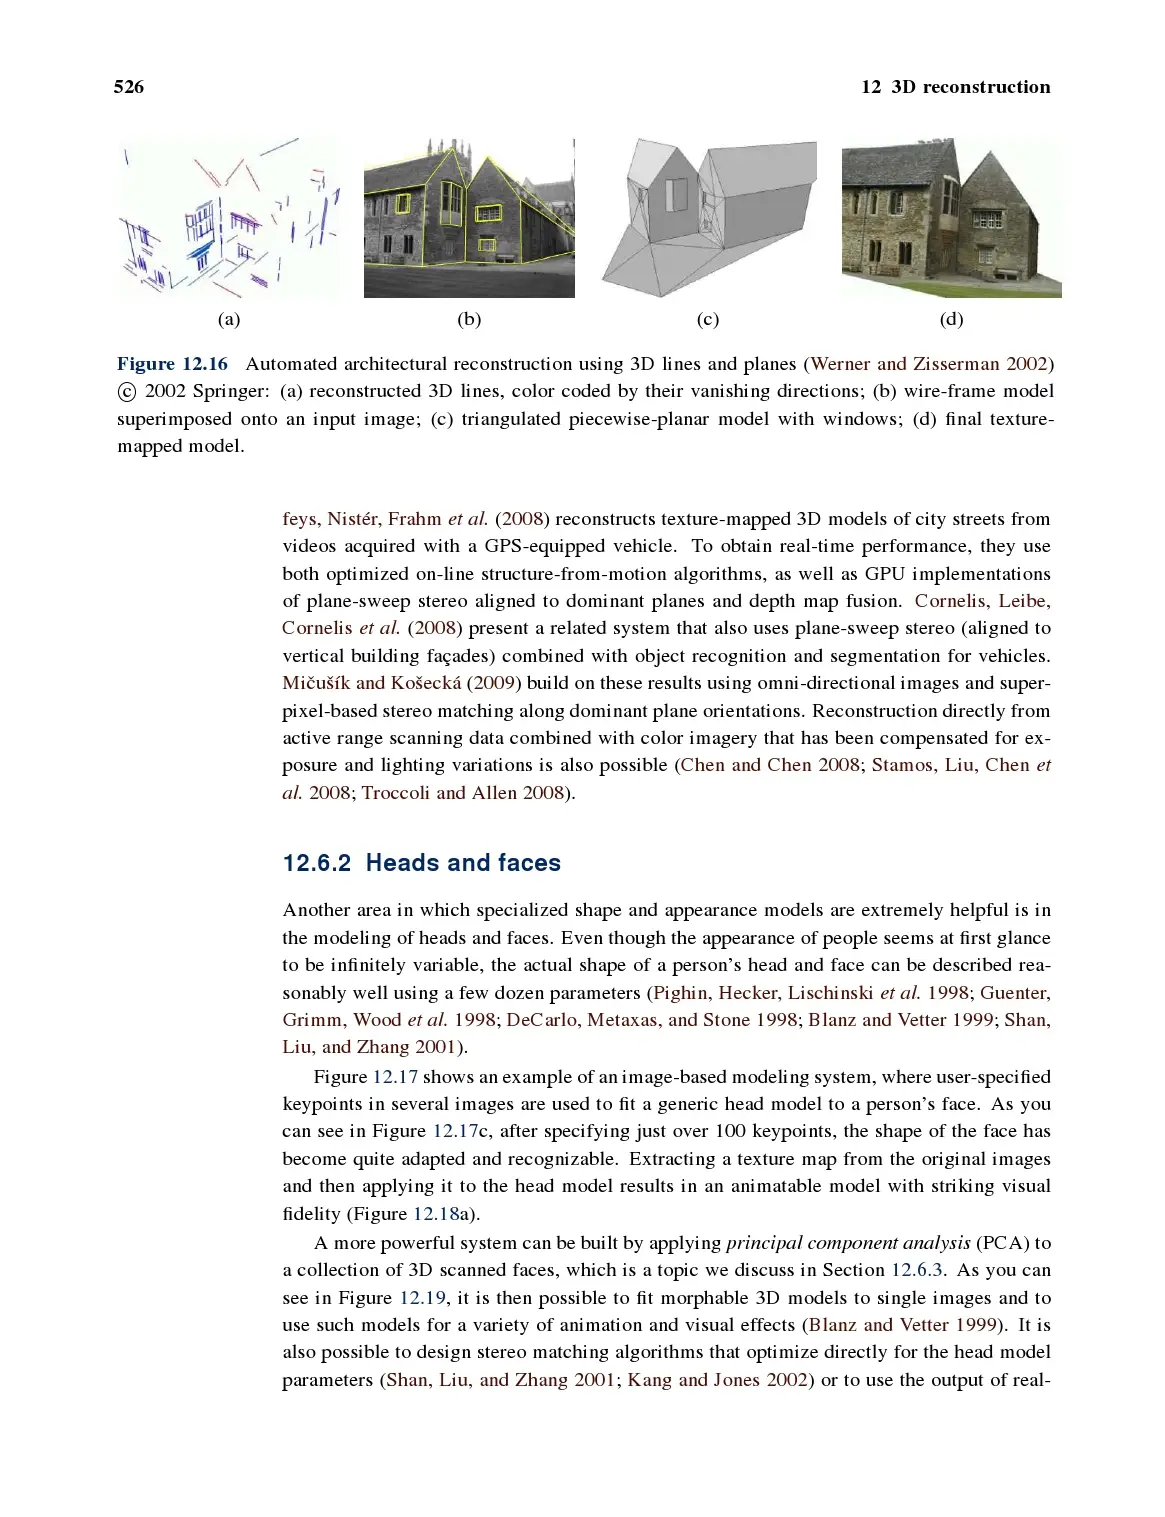 526
12 3D reconstruction
(a)
(b)
(c)
(d)
Figure 12.16 Automated architectural reconstruction using 3D lines and planes (Werner and Zisserman 2002)
© 2002 Springer: (a) reconstructed 3D lines, color coded by their vanishing directions; (b) wire-frame model
superimposed onto an input image; (c) triangulated piecewise-planar model with windows; (d) final texture-
mapped model.
feys, Nistér, Frahm et al. (2008) reconstructs texture-mapped 3D models of city streets from
videos acquired with a GPS-equipped vehicle. To obtain real-time performance, they use
both optimized on-line structure-from-motion algorithms, as well as GPU implementations
of plane-sweep stereo aligned to dominant planes and depth map fusion. Cornelis, Leibe,
Cornelis et al. (2008) present a related system that also uses plane-sweep stereo (aligned to
vertical building façades) combined with object recognition and segmentation for vehicles.
Mičušík and Košecká (2009) build on these results using omni-directional images and super-
pixel-based stereo matching along dominant plane orientations. Reconstruction directly from
active range scanning data combined with color imagery that has been compensated for ex-
posure and lighting variations is also possible (Chen and Chen 2008; Stamos, Liu, Chen et
al. 2008; Troccoli and Allen 2008).
12.6.2 Heads and faces
Another area in which specialized shape and appearance models are extremely helpful is in
the modeling of heads and faces. Even though the appearance of people seems at first glance
to be infinitely variable, the actual shape of a person's head and face can be described rea-
sonably well using a few dozen parameters (Pighin, Hecker, Lischinski et al. 1998; Guenter,
Grimm, Wood et al. 1998; DeCarlo, Metaxas, and Stone 1998; Blanz and Vetter 1999; Shan,
Liu, and Zhang 2001).
Figure 12.17 shows an example of an image-based modeling system, where user-specified
keypoints in several images are used to fit a generic head model to a person's face. As you
can see in Figure 12.17c, after specifying just over 100 keypoints, the shape of the face has
become quite adapted and recognizable. Extracting a texture map from the original images
and then applying it to the head model results in an animatable model with striking visual
fidelity (Figure 12.18a).
A more powerful system can be built by applying principal component analysis (PCA) to
a collection of 3D scanned faces, which is a topic we discuss in Section 12.6.3. As you can
see in Figure 12.19, it is then possible to fit morphable 3D models to single images and to
use such models for a variety of animation and visual effects (Blanz and Vetter 1999). It is
also possible to design stereo matching algorithms that optimize directly for the head model
parameters (Shan, Liu, and Zhang 2001; Kang and Jones 2002) or to use the output of real-